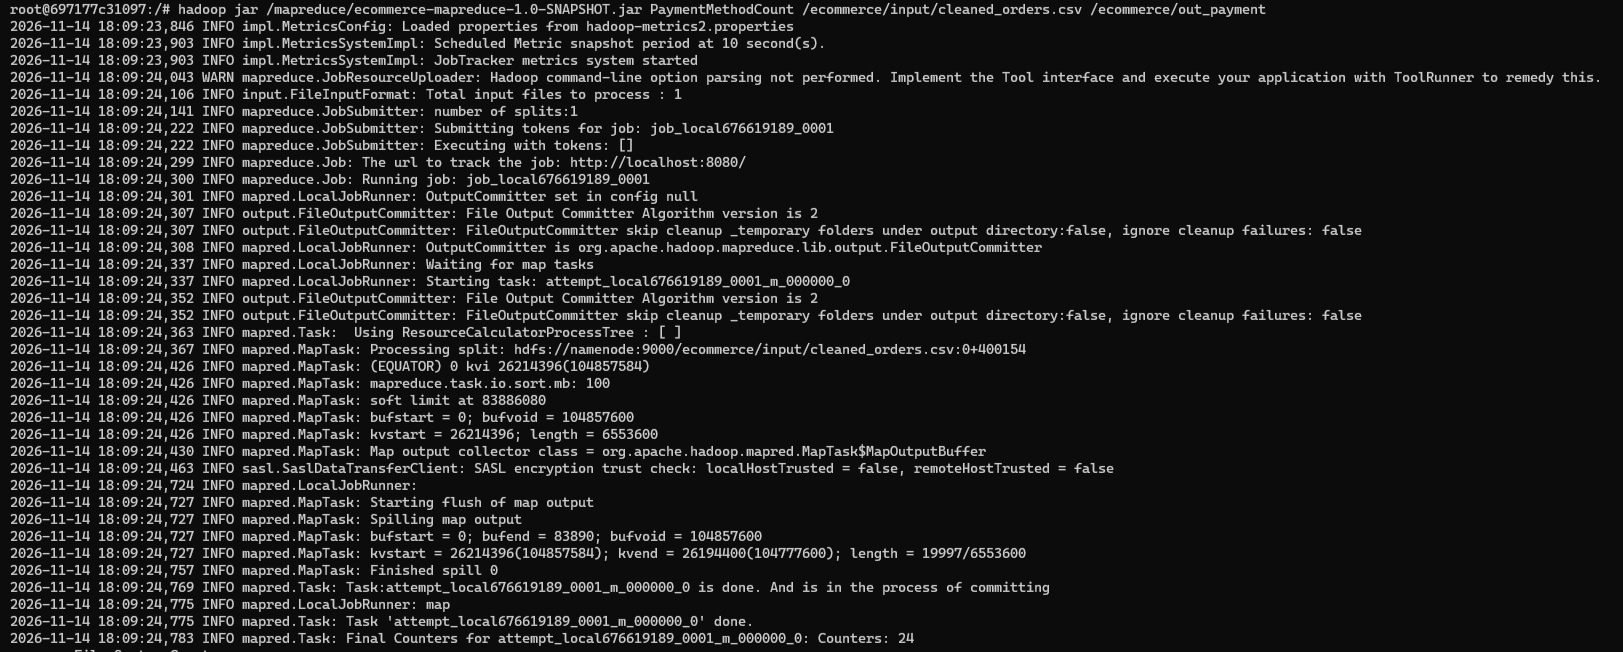 root@697177c31097:/# hadoop jar /mapreduce/ecommerce-mapreduce-1.0-SNAPSHOT.jar PaymentMethodCount /ecommerce/input/cleaned_orders.csv /ecommerce/out_payment
2026-11-14 18:09:23,846 INFO impl.MetricsConfig: Loaded properties from hadoop-metrics2.properties
2026-11-14 18:09:23,903 INFO impl.MetricsSystemImpl: Scheduled Metric snapshot period at 10 second(s).
2026-11-14 18:09:23,903 INFO impl.MetricsSystemImpl: JobTracker metrics system started
2026-11-14 18:09:24,043 WARN mapreduce.JobResourceUploader: Hadoop command-line option parsing not performed. Implement the Tool interface and execute your application with ToolRunner to remedy this.
2026-11-14 18:09:24,106 INFO input.FileInputFormat: Total input files to process : 1
2026-11-14 18:09:24,141 INFO mapreduce.JobSubmitter: number of splits:1
2026-11-14 18:09:24,222 INFO mapreduce.JobSubmitter: Submitting tokens for job: job_local676619189_0001
2026-11-14 18:09:24,222 INFO mapreduce.JobSubmitter: Executing with tokens: []
2026-11-14 18:09:24,299 INFO mapreduce.Job: The url to track the job: http://localhost:8080/
2026-11-14 18:09:24,300 INFO mapreduce.Job: Running job: job_local676619189_0001
2026-11-14 18:09:24,301 INFO mapred.LocalJobRunner: OutputCommitter set in config null
2026-11-14 18:09:24,307 INFO output.FileOutputCommitter: File Output Committer Algorithm version is 2
2026-11-14 18:09:24,307 INFO output.FileOutputCommitter: FileOutputCommitter skip cleanup _temporary folders under output directory:false, ignore cleanup failures: false
2026-11-14 18:09:24,308 INFO mapred.LocalJobRunner: OutputCommitter is org.apache.hadoop.mapreduce.lib.output.FileOutputCommitter
2026-11-14 18:09:24,337 INFO mapred.LocalJobRunner: Waiting for map tasks
2026-11-14 18:09:24,337 INFO mapred.LocalJobRunner: Starting task: attempt_local676619189_0001_m_000000_0
2026-11-14 18:09:24,352 INFO output.FileOutputCommitter: File Output Committer Algorithm version is 2
2026-11-14 18:09:24,352 INFO output.FileOutputCommitter: FileOutputCommitter skip cleanup _temporary folders under output directory:false, ignore cleanup failures: false
2026-11-14 18:09:24,363 INFO mapred.Task:  Using ResourceCalculatorProcessTree : [ ]
2026-11-14 18:09:24,367 INFO mapred.MapTask: Processing split: hdfs://namenode:9000/ecommerce/input/cleaned_orders.csv:0+400154
2026-11-14 18:09:24,426 INFO mapred.MapTask: (EQUATOR) 0 kvi 26214396(104857584)
2026-11-14 18:09:24,426 INFO mapred.MapTask: mapreduce.task.io.sort.mb: 100
2026-11-14 18:09:24,426 INFO mapred.MapTask: soft limit at 83886080
2026-11-14 18:09:24,426 INFO mapred.MapTask: bufstart = 0; bufvoid = 104857600
2026-11-14 18:09:24,426 INFO mapred.MapTask: kvstart = 26214396; length = 6553600
2026-11-14 18:09:24,430 INFO mapred.MapTask: Map output collector class = org.apache.hadoop.mapred.MapTask$MapOutputBuffer
2026-11-14 18:09:24,463 INFO sasl.SaslDataTransferClient: SASL encryption trust check: localHostTrusted = false, remoteHostTrusted = false
2026-11-14 18:09:24,724 INFO mapred.LocalJobRunner:
2026-11-14 18:09:24,727 INFO mapred.MapTask: Starting flush of map output
2026-11-14 18:09:24,727 INFO mapred.MapTask: Spilling map output
2026-11-14 18:09:24,727 INFO mapred.MapTask: bufstart = 0; bufend = 83890; bufvoid = 104857600
2026-11-14 18:09:24,727 INFO mapred.MapTask: kvstart = 26214396(104857584); kvend = 26194400(104777600); length = 19997/6553600
2026-11-14 18:09:24,757 INFO mapred.MapTask: Finished spill 0
2026-11-14 18:09:24,769 INFO mapred.Task: Task:attempt_local676619189_0001_m_000000_0 is done. And is in the process of committing
2026-11-14 18:09:24,775 INFO mapred.LocalJobRunner: map
2026-11-14 18:09:24,775 INFO mapred.Task: Task 'attempt_local676619189_0001_m_000000_0' done.
2026-11-14 18:09:24,783 INFO mapred.Task: Final Counters for attempt_local676619189_0001_m_000000_0: Counters: 24